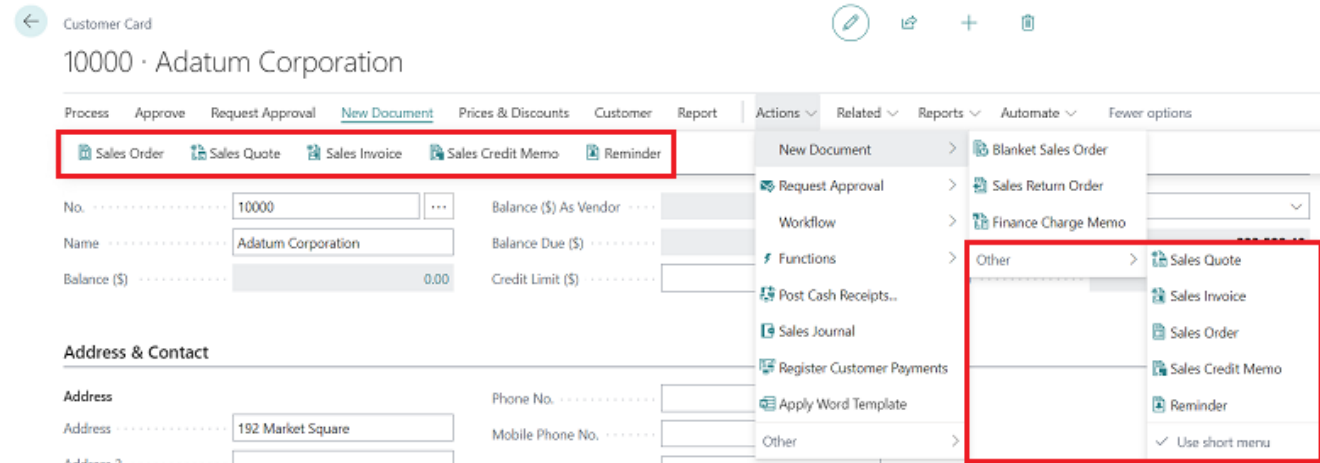 Customer Card
10000 · Adatum Corporation
Process Approve Request Approval New Document Prices & Discounts Customer Report Actions Related Reports Automate Fewer options
Sales Order Sales Quote Sales Invoice Sales Credit Memo Reminder
New Document
Request Approval
Workflow
Functions
Post Cash Receipts...
Sales Journal
Register Customer Payments
Apply Word Template
Other
Blanket Sales Order
Sales Return Order
Finance Charge Memo
Other
Sales Quote
Sales Invoice
Sales Order
Sales Credit Memo
Reminder
Use short menu
No. 10000 ...
Name Adatum Corporation
Balance ($) 0.00
Balance ($) As Vendor
Balance Due ($)
Credit Limit ($)
Address & Contact
Address
Address 192 Market Square
Phone No.
Mobile Phone No.